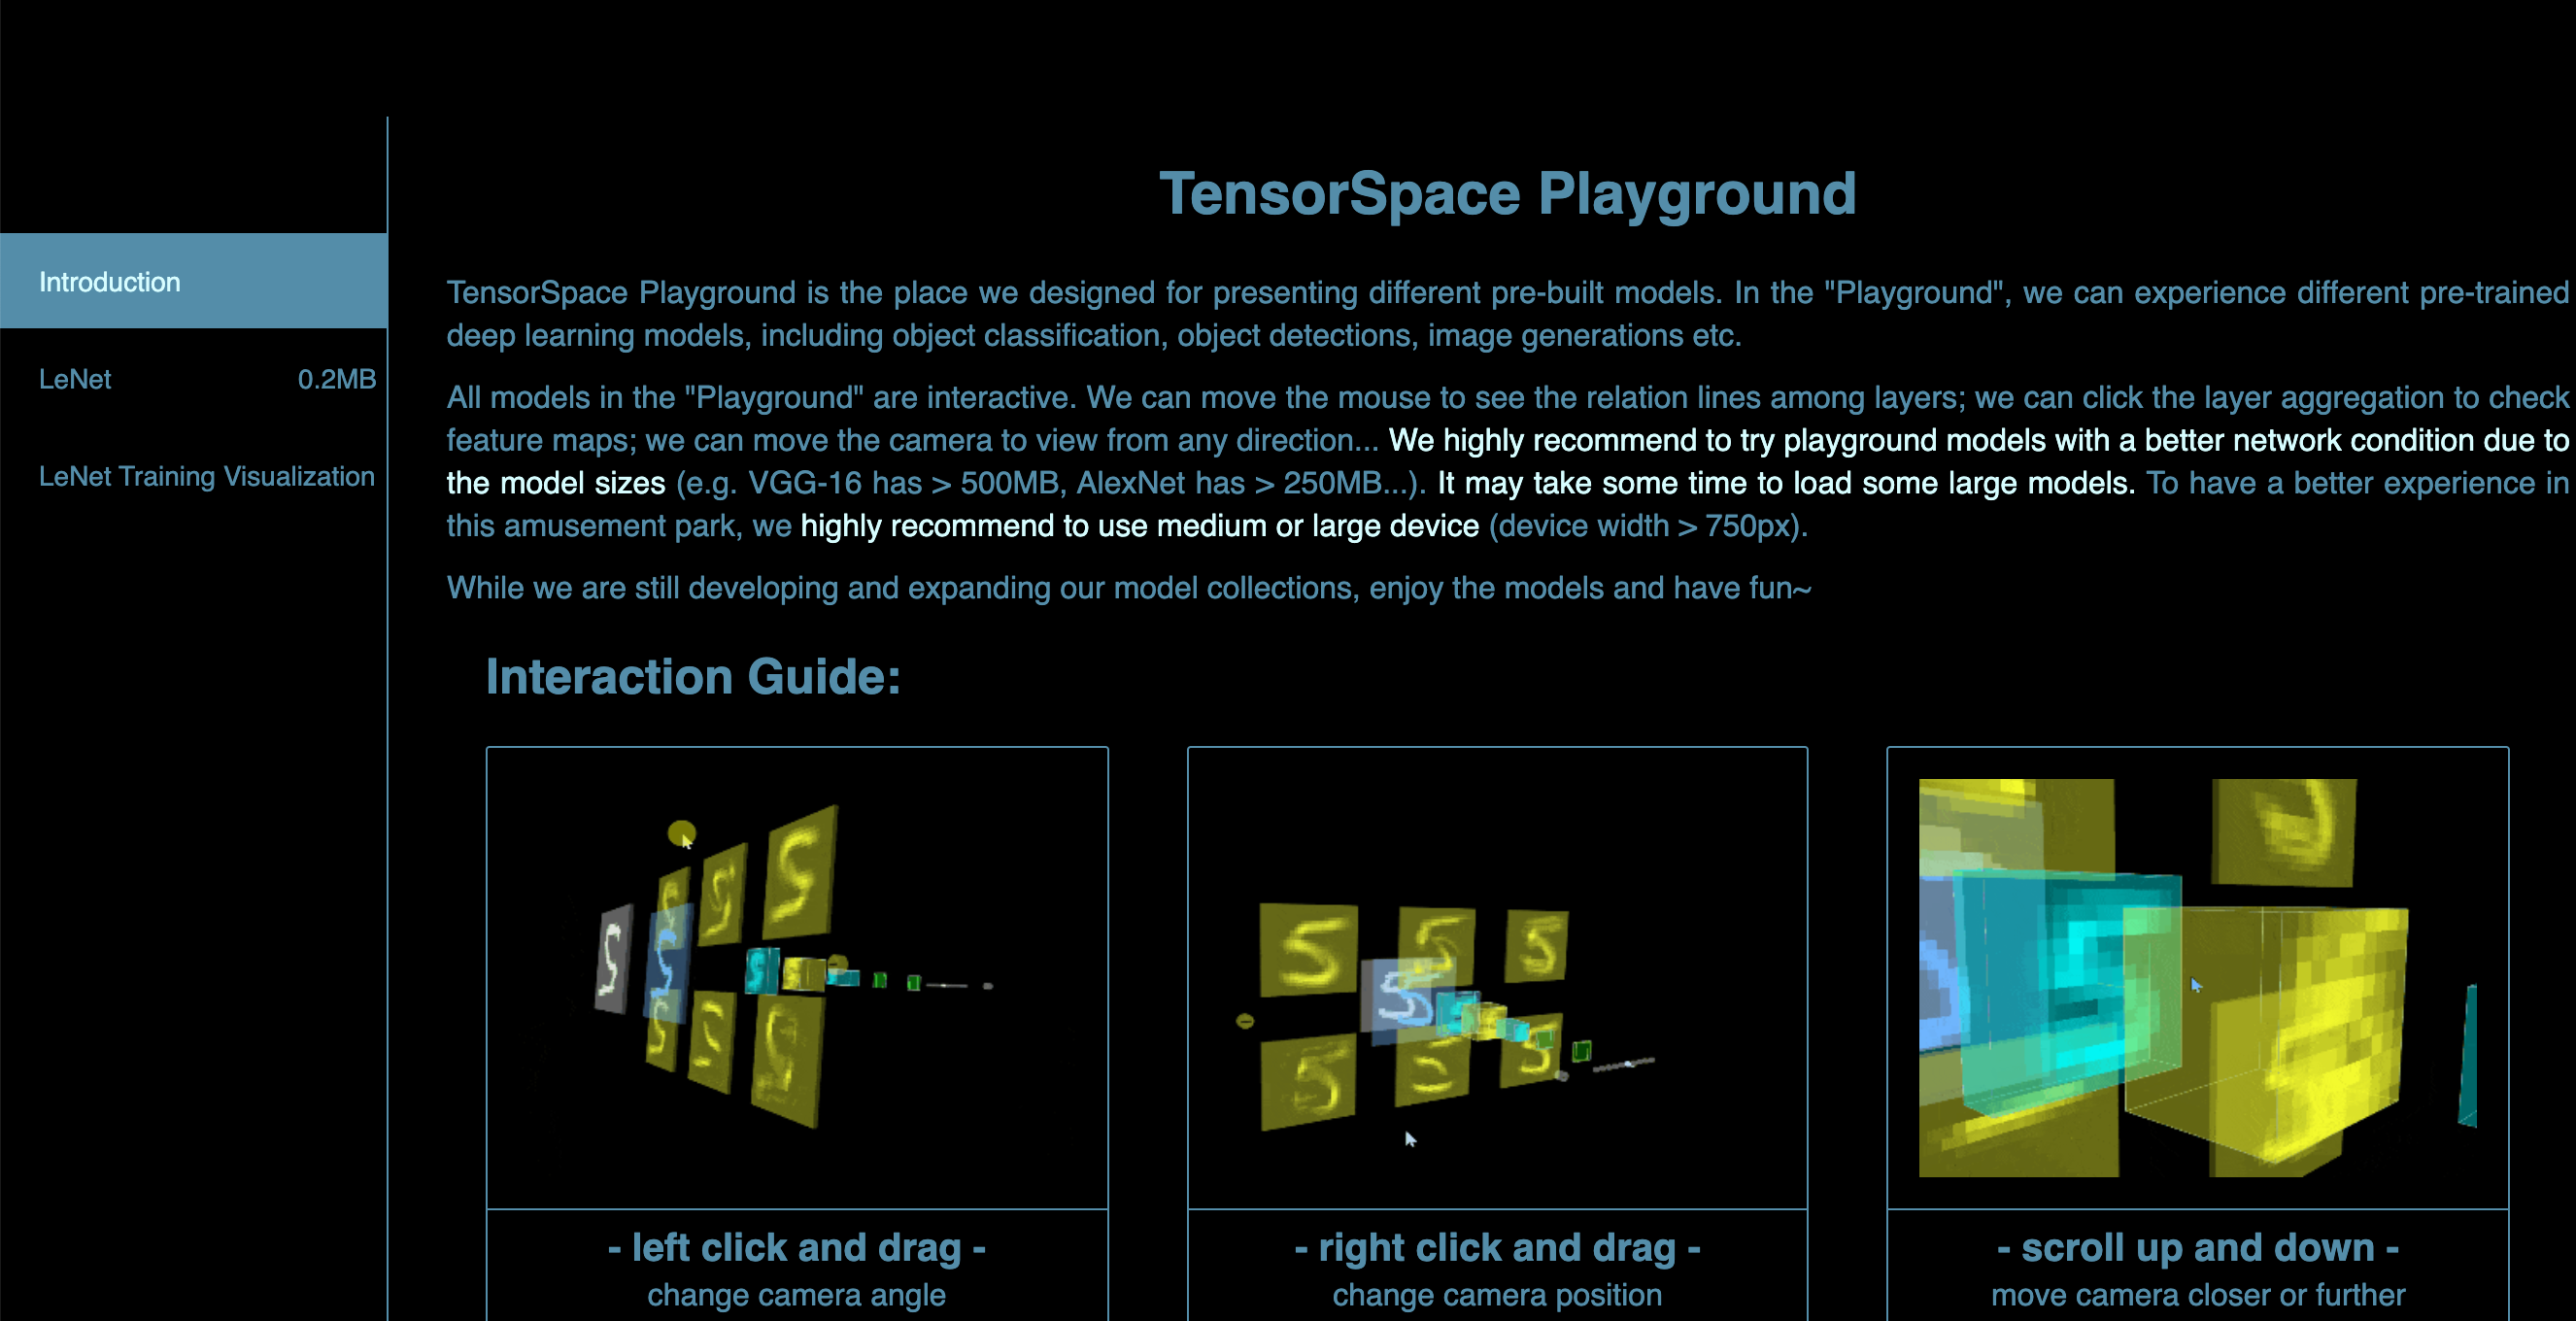 TensorSpace Playground
Introduction
LeNet 0.2MB
LeNet Training Visualization
TensorSpace Playground is the place we designed for presenting different pre-built models. In the "Playground", we can experience different pre-trained
deep learning models, including object classification, object detections, image generations etc.
All models in the "Playground" are interactive. We can move the mouse to see the relation lines among layers; we can click the layer aggregation to check
feature maps; we can move the camera to view from any direction... We highly recommend to try playground models with a better network condition due to
the model sizes (e.g. VGG-16 has > 500MB, AlexNet has > 250MB...). It may take some time to load some large models. To have a better experience in
this amusement park, we highly recommend to use medium or large device (device width > 750px).
While we are still developing and expanding our model collections, enjoy the models and have fun~
Interaction Guide:
- left click and drag -
change camera angle
- right click and drag -
change camera position
- scroll up and down -
move camera closer or further